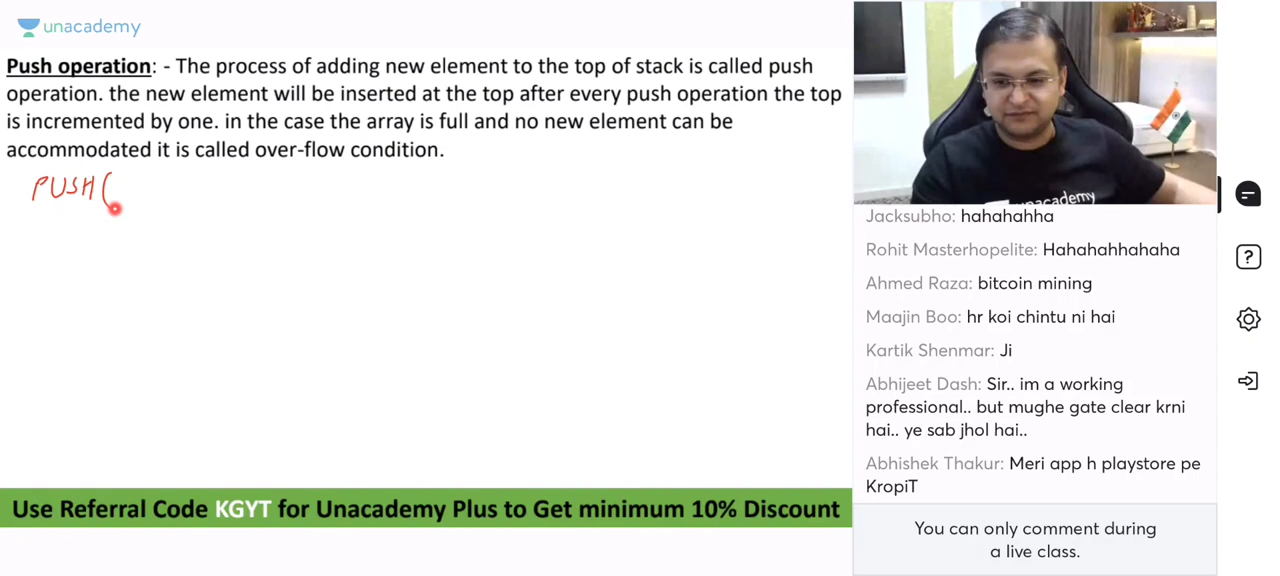 unacademy
Push operation: - The process of adding new element to the top of stack is called push
operation. the new element will be inserted at the top after every push operation the top
is incremented by one. in the case the array is full and no new element can be
accommodated it is called over-flow condition.
PUSH(
Use Referral Code KGYT for Unacademy Plus to Get minimum 10% Discount
unacademy
Jacksubho: hahahahha
Rohit Masterhopelite: Hahahahhahaha
Ahmed Raza: bitcoin mining
Maajin Boo: hr koi chintu ni hai
Kartik Shenmar: Ji
Abhijeet Dash: Sir.. im a working
professional.. but mughe gate clear krni
hai.. ye sab jhol hai..
Abhishek Thakur: Meri app h playstore pe
KropiT
You can only comment during
a live class.